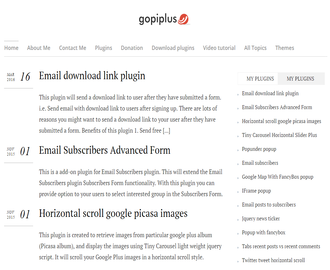 gopiplus
Home About Me Contact Me Plugins Donation Download plugins Video tutorial All Topics Themes
MAR 2018 16 Email download link plugin
This plugin will send a download link to user after they have submitted a form.
i.e. Send email with download link to users after signing up. There are lots of
reasons you might want to send a download link to your user after they have
submitted a form. Benefits of this plugin 1. Send free [...]
SEP 2017 01 Email Subscribers Advanced Form
This is a add-on plugin for Email Subscribers plugin. This will extend the Email
Subscribers plugin Subscribers Form functionality. With this plugin you can
provide option to your users to select interested group in the Subscribers Form.
SEP 2017 01 Horizontal scroll google picasa images
This plugin is created to retrieve images from particular google plus album
(Picasa album), and display the images using Tiny Carousel Light weight jquery
script. It will scroll your Google Plus images in a horizontal scroll style.
MY PLUGINS MY PLUGINS
Email download link plugin
Email Subscribers Advanced Form
Horizontal scroll google picasa images
Tiny Carousel Horizontal Slider Plus
Popunder popup
Email subscribers
Google Map With FancyBox popup
IFrame popup
Email posts to subscribers
Jquery news ticker
Popup with fancybox
Tabs recent posts vs recent comments
Twitter tweet horizontal scroll